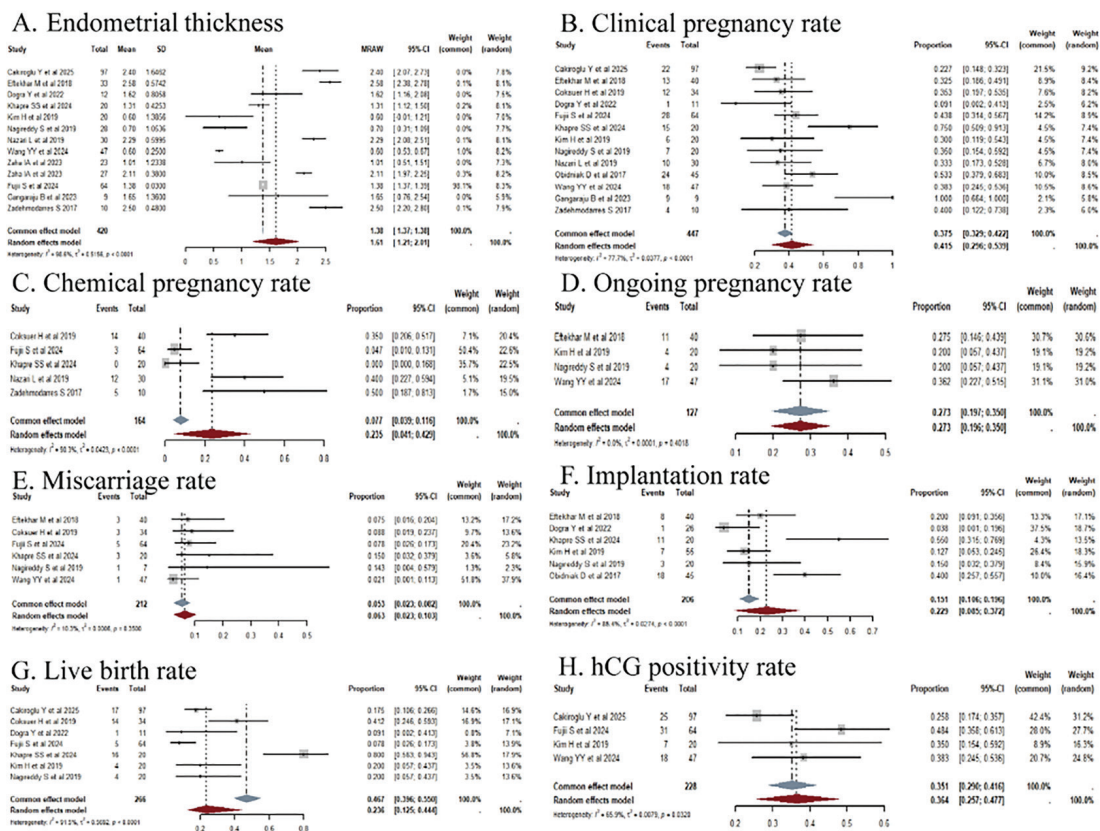 A. Endometrial thickness
Study Total Mean SD Mean MRAW 95%-CI Weight (common) Weight (random)
Cakiroglu Y et al 2025 97 2.40 1.6462 2.40 [2.07; 2.73] 0.0% 7.8%
Eftekhar M et al 2018 33 2.58 0.5742 2.58 [2.38; 2.78] 0.1% 8.1%
Dogra Y et al 2022 12 1.62 0.8058 1.62 [1.16; 2.08] 0.0% 7.5%
Khapre SS et al 2024 20 1.31 0.4253 1.31 [1.12; 1.50] 0.0% 8.1%
Kim H et al 2019 20 0.60 1.3856 0.60 [-0.01; 1.21] 0.0%
Nagireddy S et al 2019 28 0.70 1.0536 0.70 [0.31; 1.09] 0.0%
Nazari L et al 2019 30 2.29 0.5995 2.29 [2.08; 2.51] 0.0% 8.1%
Wang YY et al 2024 47 0.60 0.2500 0.60 [0.53; 0.67] 1.0% 8.2%
Zaha IA et al 2023 23 1.01 1.2338 1.01 [0.51; 1.51] 0.0%
Zaha IA et al 2023 27 2.11 0.3800 2.11 [1.97; 2.25] 0.3% 8.2%
Fujii S et al 2024 64 1.38 0.0300 1.38 [1.37; 1.39] 98.1% 8.3%
Gangaraju B et al 2023 9 1.65 1.3600 1.65 [0.76; 2.54] 0.0%
Zadehmodarres S 2017 10 2.50 0.4800 2.50 [2.20; 2.80] 0.1% 7.9%
Common effect model 420 1.38 [1.37; 1.38] 100.0% .
Random effects model 1.61 [1.21; 2.01] . 100.0%
0 0.5 1 1.5 2 2.5
B. Clinical pregnancy rate
Study Events Total Proportion 95%-CI Weight (common) Weight (random)
Cakiroglu Y et al 2025 22 97 0.227 [0.148; 0.323] 21.5% 9.2%
Eftekhar M et al 2018 13 40 0.325 [0.186; 0.491] 8.9% 8.4%
Coksuer H et al 2019 12 34 0.353 [0.197; 0.535] 7.2%
Dogra Y et al 2022 1 11 0.091 [0.002; 0.413] 2.5%
Fujii S et al 2024 28 64 0.438 [0.314; 0.567] 14.2%
Khapre SS et al 2024 15 20 0.750 [0.509; 0.913] 4.5% 7.4%
Kim H et al 2019 6 20 0.300 [0.119; 0.543]
Nagireddy S et al 2019 7 20 0.350 [0.154; 0.592]
Nazari L et al 2019 10 30 0.333 [0.173; 0.528] 6.7% 8.0%
Obidniak D et al 2017 24 45 0.533 [0.379; 0.683] 10.0% 8.5%
Wang YY et al 2024 18 47 0.383 [0.245; 0.536] 10.5% 8.6%
Gangaraju B et al 2023 9 9 1.000 [0.664; 1.000]
Zadehmodarres S 2017 4 10 0.400 [0.122; 0.738] 2.3% 6.0%
Common effect model 447 0.375 [0.329; 0.422] 100.0% .
Random effects model 0.415 [0.296; 0.539] . 100.0%
0.2 0.4 0.6 0.8 1
C. Chemical pregnancy rate
Study Events Total Proportion 95%-CI Weight (common) Weight (random)
Coksuer H et al 2019 14 40 0.350 [0.206; 0.517] 7.1% 20.4%
Fujii S et al 2024 3 64 0.047 [0.010; 0.131] 50.4% 22.6%
Khapre SS et al 2024 0 20 0.000 [0.000; 0.168] 35.7% 22.5%
Nazari L et al 2019 12 30 0.400 [0.227; 0.594] 5.1% 19.5%
Zadehmodarres S 2017 5 10 0.500 [0.187; 0.813] 1.7% 15.0%
Common effect model 164 0.077 [0.039; 0.116] 100.0% .
Random effects model 0.235 [0.041; 0.429] . 100.0%
0 0.2 0.4 0.6 0.8
D. Ongoing pregnancy rate
Study Events Total Proportion 95%-CI Weight (common) Weight (random)
Eftekhar M et al 2018 11 40 0.275 [0.146; 0.439] 30.7% 30.6%
Kim H et al 2019 4 20 0.200 [0.057; 0.437] 19.1% 19.2%
Nagireddy S et al 2019 4 20 0.200 [0.057; 0.437] 19.1% 19.2%
Wang YY et al 2024 17 47 0.362 [0.227; 0.515] 31.1% 31.0%
Common effect model 127 0.273 [0.197; 0.350] 100.0% .
Random effects model 0.273 [0.196; 0.350] . 100.0%
0.1 0.2 0.3 0.4 0.5
E. Miscarriage rate
Study Events Total Proportion 95%-CI Weight (common) Weight (random)
Eftekhar M et al 2018 3 40 0.075 [0.016; 0.204] 13.2% 17.2%
Coksuer H et al 2019 3 34 0.088 [0.019; 0.237] 9.7% 13.6%
Fujii S et al 2024 5 64 0.078 [0.026; 0.173] 20.4% 23.2%
Khapre SS et al 2024 3 20 0.150 [0.032; 0.379] 3.6% 5.8%
Nagireddy S et al 2019 1 7 0.143 [0.004; 0.579] 1.3% 2.3%
Wang YY et al 2024 1 47 0.021 [0.001; 0.113] 51.8% 37.9%
Common effect model 212 0.053 [0.023; 0.082] 100.0% .
Random effects model 0.063 [0.023; 0.103] . 100.0%
0.1 0.2 0.3 0.4 0.5
F. Implantation rate
Study Events Total Proportion 95%-CI Weight (common) Weight (random)
Eftekhar M et al 2018 8 40 0.200 [0.091; 0.356] 13.3% 17.1%
Dogra Y et al 2022 1 26 0.038 [0.001; 0.196] 37.5% 18.7%
Khapre SS et al 2024 11 20 0.550 [0.315; 0.769] 4.3% 13.5%
Kim H et al 2019 7 55 0.127 [0.053; 0.245] 26.4% 18.3%
Nagireddy S et al 2019 3 20 0.150 [0.032; 0.379] 8.4% 15.9%
Obidniak D et al 2017 18 45 0.400 [0.257; 0.557] 10.0% 16.4%
Common effect model 206 0.151 [0.106; 0.196] 100.0% .
Random effects model 0.229 [0.085; 0.372] . 100.0%
0.1 0.2 0.3 0.4 0.5 0.6 0.7
G. Live birth rate
Study Events Total Proportion 95%-CI Weight (common) Weight (random)
Cakiroglu Y et al 2025 17 97 0.175 [0.106; 0.266] 14.6% 16.9%
Coksuer H et al 2019 14 34 0.412 [0.246; 0.593] 16.9% 17.1%
Dogra Y et al 2022 1 11 0.091 [0.002; 0.413] 0.8% 7.1%
Fujii S et al 2024 5 64 0.078 [0.026; 0.173] 3.8% 13.9%
Khapre SS et al 2024 16 20 0.800 [0.563; 0.943] 56.8% 17.9%
Kim H et al 2019 4 20 0.200 [0.057; 0.437] 3.5% 13.6%
Nagireddy S et al 2019 4 20 0.200 [0.057; 0.437] 3.5% 13.6%
Common effect model 266 0.467 [0.396; 0.550] 100.0% .
Random effects model 0.236 [0.125; 0.444] . 100.0%
0.2 0.4 0.6 0.8
H. hCG positivity rate
Study Events Total Proportion 95%-CI Weight (common) Weight (random)
Cakiroglu Y et al 2025 25 97 0.258 [0.174; 0.357] 42.4% 31.2%
Fujii S et al 2024 31 64 0.484 [0.358; 0.613] 28.0% 27.7%
Kim H et al 2019 7 20 0.350 [0.154; 0.592] 8.9% 16.3%
Wang YY et al 2024 18 47 0.383 [0.245; 0.536] 20.7% 24.8%
Common effect model 228 0.351 [0.290; 0.416] 100.0% .
Random effects model 0.364 [0.257; 0.477] . 100.0%
0.2 0.3 0.4 0.5 0.6